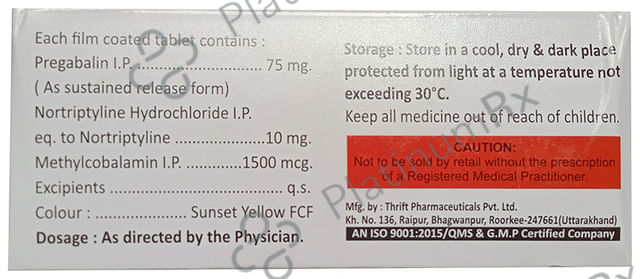 Each film coated tablet contains :
Pregabalin I.P. .............................. 75 mg.
( As sustained release form)
Nortriptyline Hydrochloride I.P.
eq. to Nortriptyline ...................10 mg.
Methylcobalamin I.P. ..............1500 mcg.
Excipients ...................................... q.s.
Colour : .................... Sunset Yellow FCF
Dosage : As directed by the Physician.
Storage : Store in a cool, dry & dark place
protected from light at a temperature not
exceeding 30°C.
Keep all medicine out of reach of children.
CAUTION:
Not to be sold by retail without the prescription
of a Registered Medical Practitioner.
Mfg. by : Thrift Pharmaceuticals Pvt. Ltd.
Kh. No. 136, Raipur, Bhagwanpur, Roorkee-247661(Uttarakhand)
AN ISO 9001:2015/QMS & G.M.P Certified Company
PlatinumRx